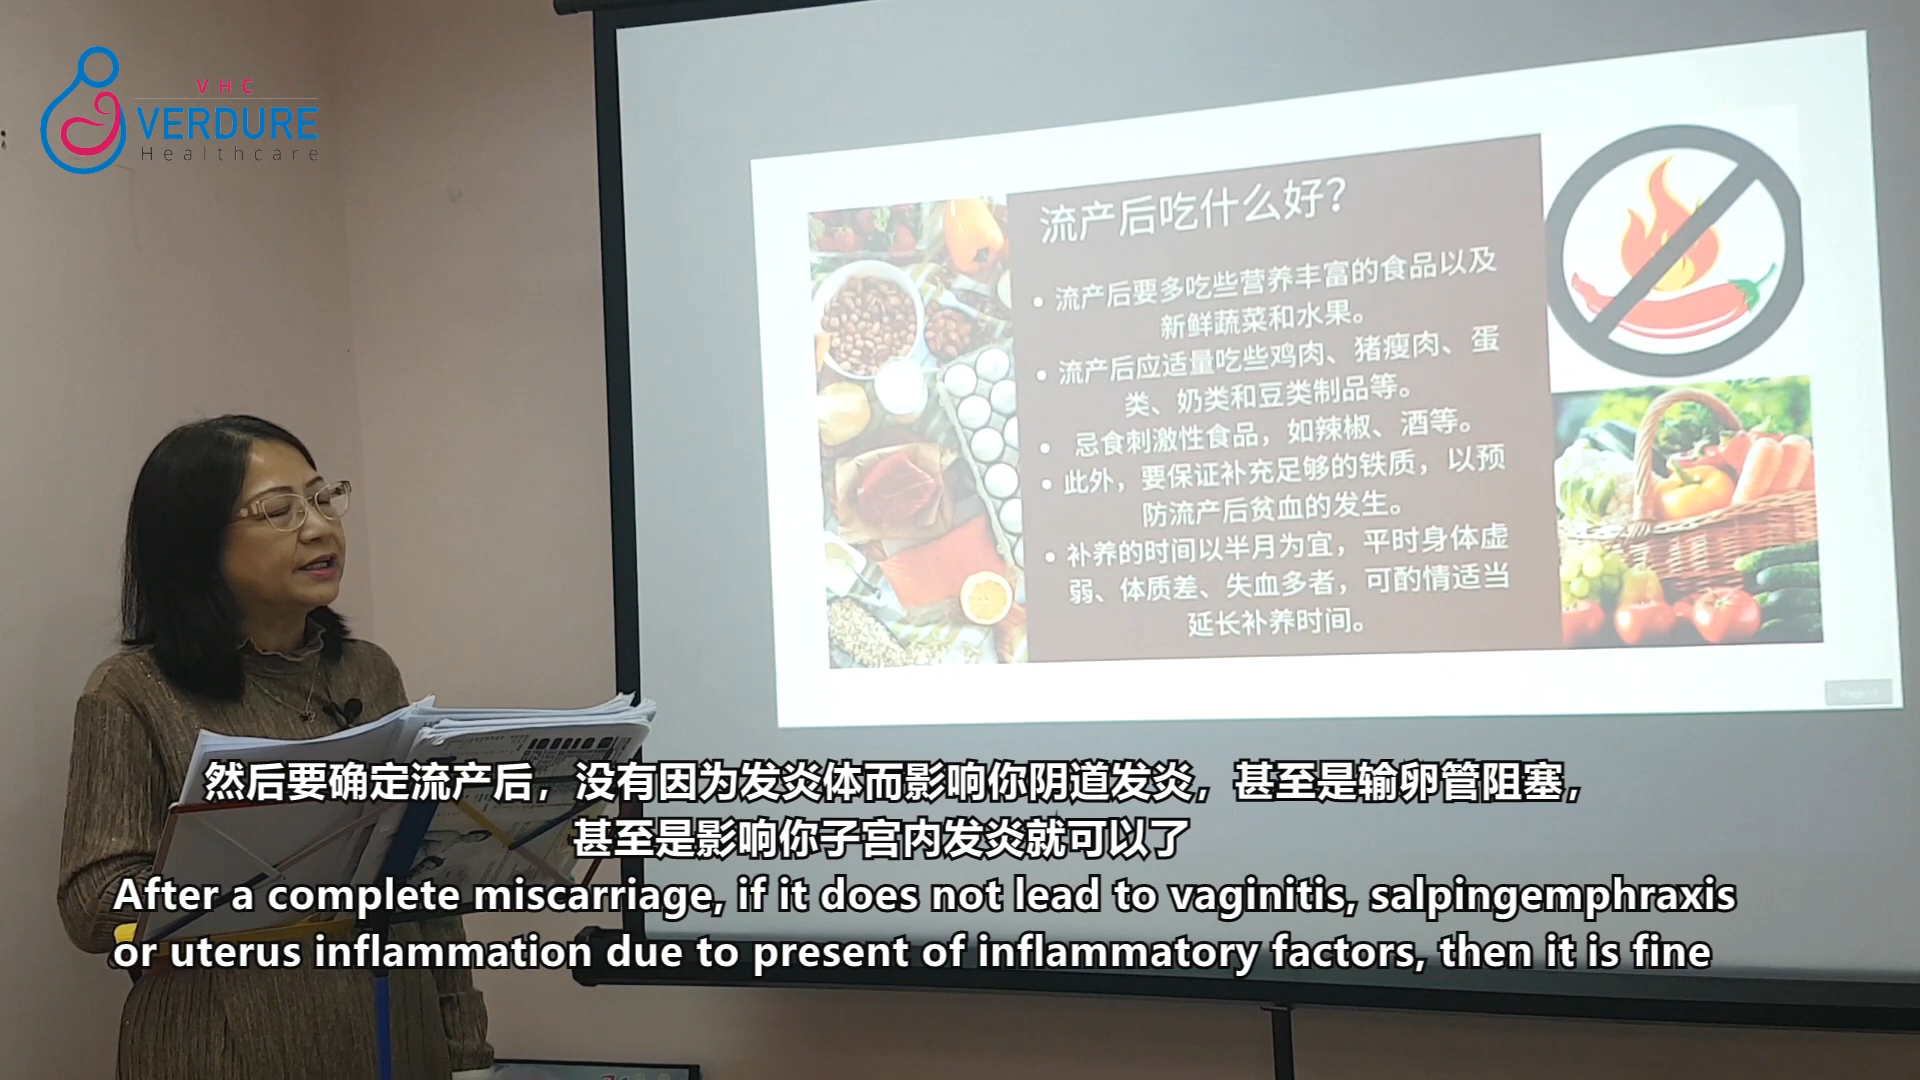 VHC
VERDURE
Healthcare
流产后吃什么好?
• 流产后要多吃些营养丰富的食品以及
新鲜蔬菜和水果。
• 流产后应适量吃些鸡肉、猪瘦肉、蛋
类、奶类和豆类制品等。
• 忌食刺激性食品，如辣椒、酒等。
• 此外，要保证补充足够的铁质，以预
防流产后贫血的发生。
• 补养的时间以半月为宜，平时身体虚
弱、体质差、失血多者，可酌情适当
延长补养时间。
然后要确定流产后，没有因为发炎体而影响你阴道发炎，甚至是输卵管阻塞，
甚至是影响你子宫内发炎就可以了
After a complete miscarriage, if it does not lead to vaginitis, salpingemphraxis
or uterus inflammation due to present of inflammatory factors, then it is fine